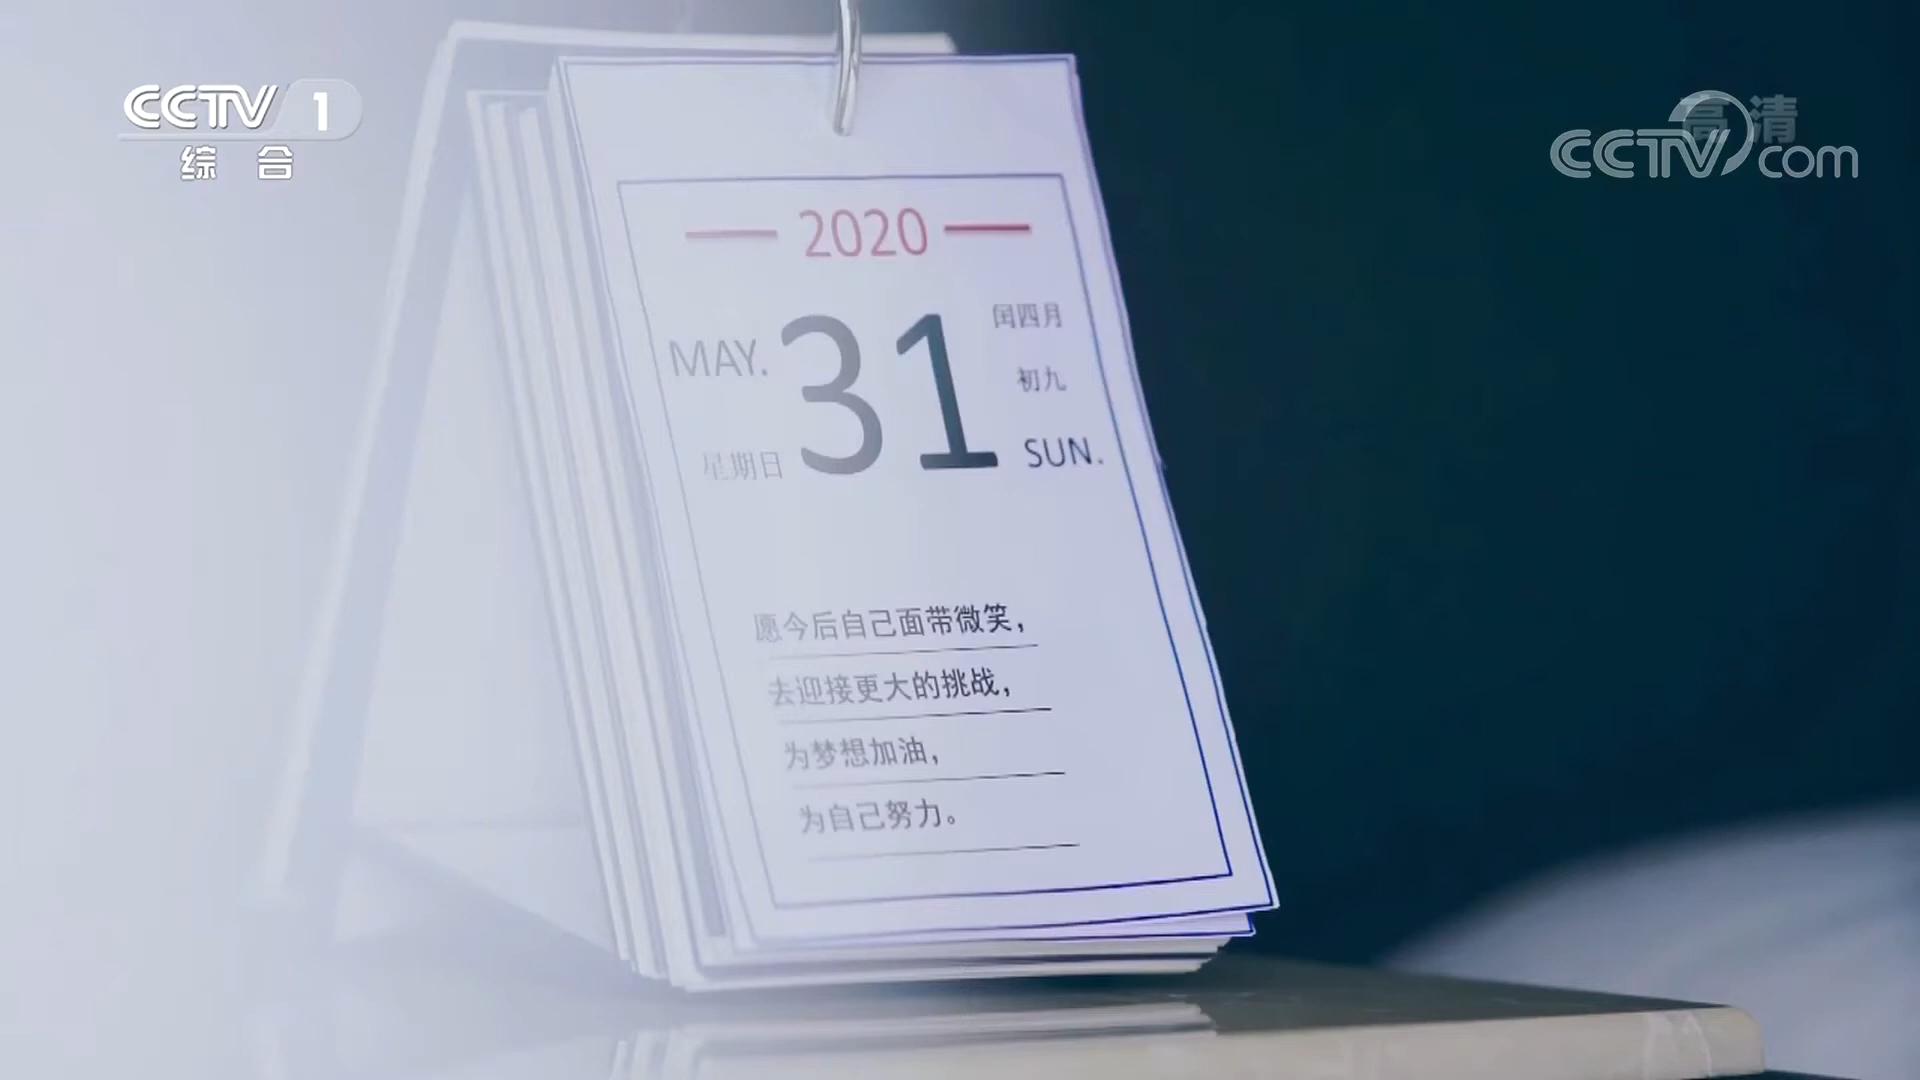 CCTV 1
综合
高清
CCTV com
2020
MAY.
31
闰四月
初九
星期日
SUN.
愿今后自己面带微笑，
去迎接更大的挑战，
为梦想加油，
为自己努力。